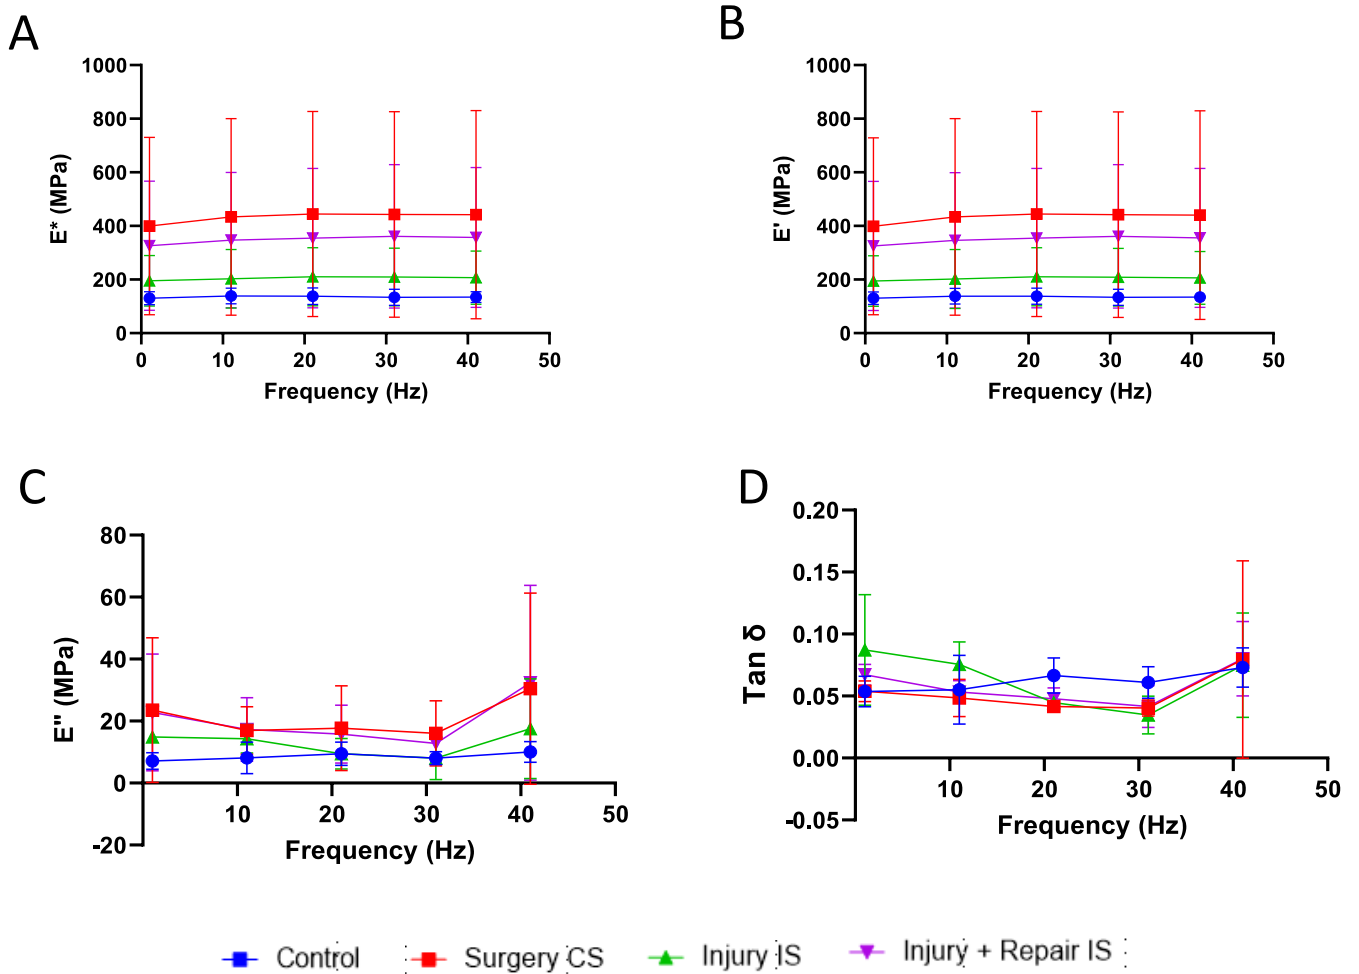 A
B
1000
800
600
400
200
0
E* (MPa)
0 10 20 30 40 50
Frequency (Hz)
1000
800
600
400
200
0
E' (MPa)
0 10 20 30 40 50
Frequency (Hz)
C
D
80
60
40
20
0
-20
E'' (MPa)
10 20 30 40 50
Frequency (Hz)
0.20
0.15
0.10
0.05
0.00
-0.05
Tan δ
10 20 30 40 50
Frequency (Hz)
Control
Surgery CS
Injury IS
Injury + Repair IS